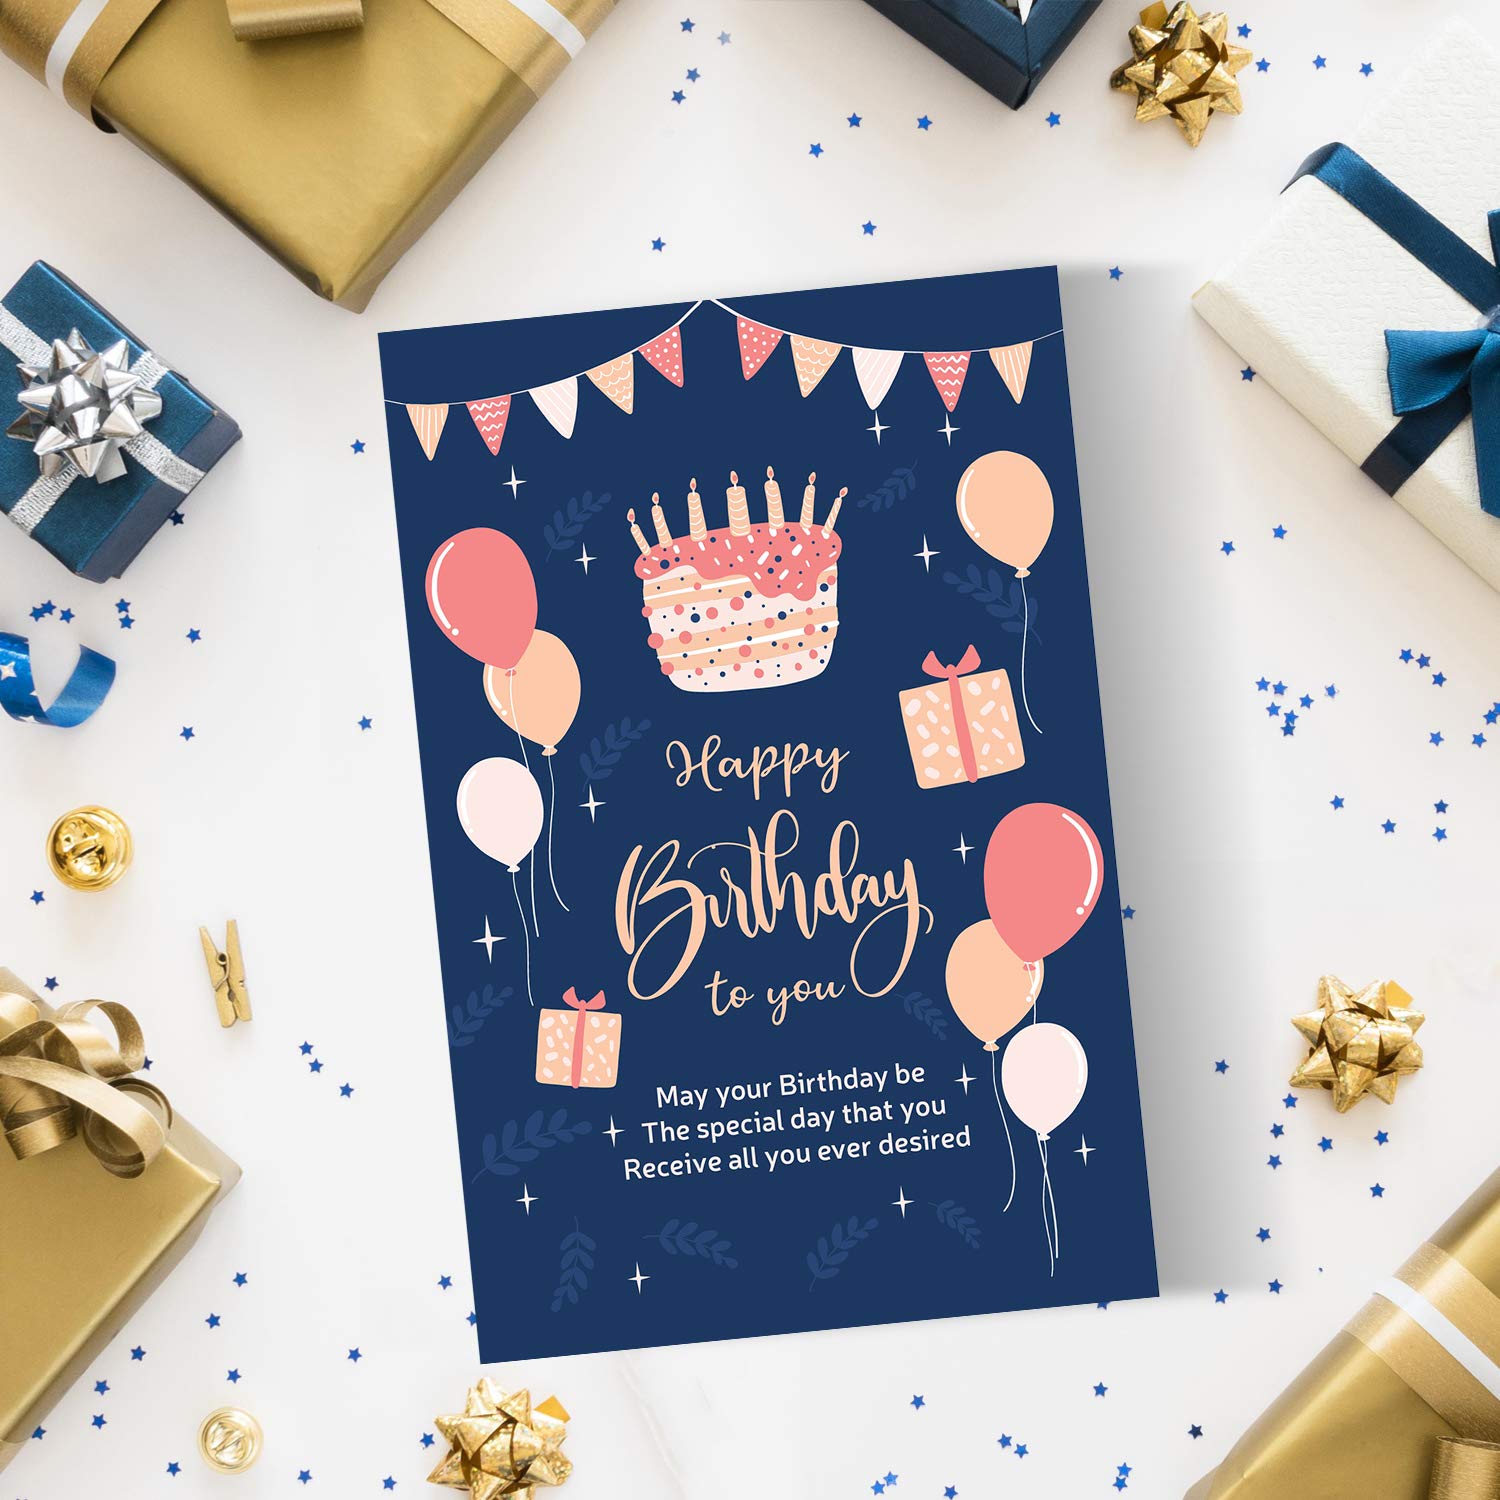 Happy
Birthday
to you
May your Birthday be
The special day that you
Receive all you ever desired